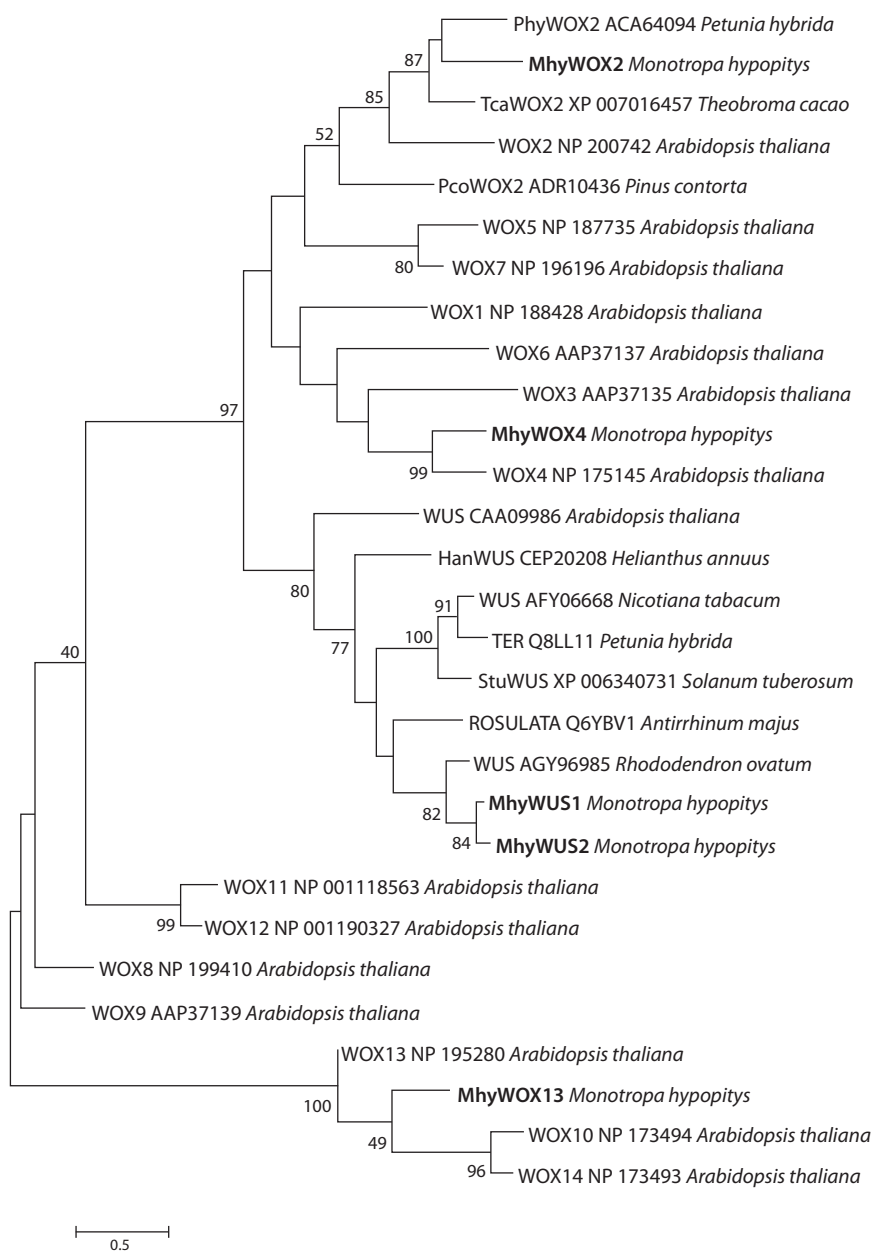 PhyWOX2 ACA64094 Petunia hybrida
87
MhyWOX2 Monotropa hypopitys
85
TcaWOX2 XP 007016457 Theobroma cacao
52
WOX2 NP 200742 Arabidopsis thaliana
PcoWOX2 ADR10436 Pinus contorta
WOX5 NP 187735 Arabidopsis thaliana
80
WOX7 NP 196196 Arabidopsis thaliana
WOX1 NP 188428 Arabidopsis thaliana
WOX6 AAP37137 Arabidopsis thaliana
WOX3 AAP37135 Arabidopsis thaliana
97
MhyWOX4 Monotropa hypopitys
99
WOX4 NP 175145 Arabidopsis thaliana
WUS CAA09986 Arabidopsis thaliana
HanWUS CEP20208 Helianthus annuus
80
WUS AFY06668 Nicotiana tabacum
91
100
TER Q8LL11 Petunia hybrida
77
40
StuWUS XP 006340731 Solanum tuberosum
ROSULATA Q6YBV1 Antirrhinum majus
WUS AGY96985 Rhododendron ovatum
MhyWUS1 Monotropa hypopitys
82
84
MhyWUS2 Monotropa hypopitys
WOX11 NP 001118563 Arabidopsis thaliana
99
WOX12 NP 001190327 Arabidopsis thaliana
WOX8 NP 199410 Arabidopsis thaliana
WOX9 AAP37139 Arabidopsis thaliana
WOX13 NP 195280 Arabidopsis thaliana
MhyWOX13 Monotropa hypopitys
100
WOX10 NP 173494 Arabidopsis thaliana
49
96
WOX14 NP 173493 Arabidopsis thaliana
0.5